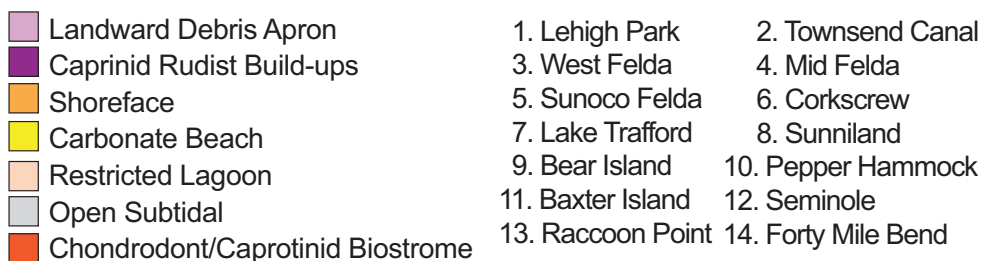 Landward Debris Apron
Caprinid Rudist Build-ups
Shoreface
Carbonate Beach
Restricted Lagoon
Open Subtidal
Chondrodont/Caprotinid Biostrome
1. Lehigh Park 2. Townsend Canal
3. West Felda 4. Mid Felda
5. Sunoco Felda 6. Corkscrew
7. Lake Trafford 8. Sunniland
9. Bear Island 10. Pepper Hammock
11. Baxter Island 12. Seminole
13. Raccoon Point 14. Forty Mile Bend